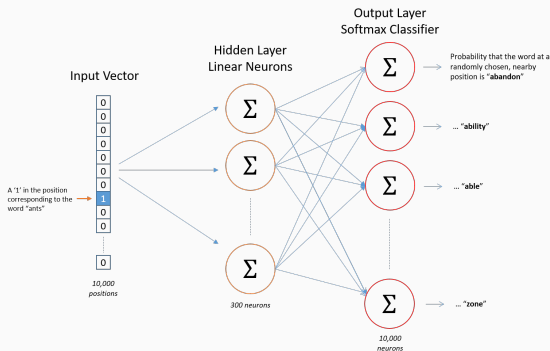 Output Layer
Softmax Classifier
Hidden Layer
Linear Neurons
Input Vector
0
0
0
0
0
0
0
1
0
0
0
A ‘1’ in the position
corresponding to the
word “ants”
10,000
positions
Σ
Σ
Σ
300 neurons
Σ
Σ
Σ
Σ
10,000
neurons
Probability that the word at a
randomly chosen, nearby
position is “abandon”
... “ability”
... “able”
... “zone”